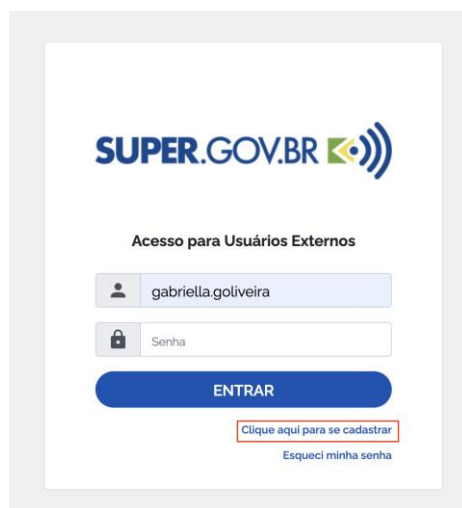 SUPER.GOV.BR
Acesso para Usuários Externos
gabriella.goliveira
Senha
ENTRAR
Clique aqui para se cadastrar
Esqueci minha senha